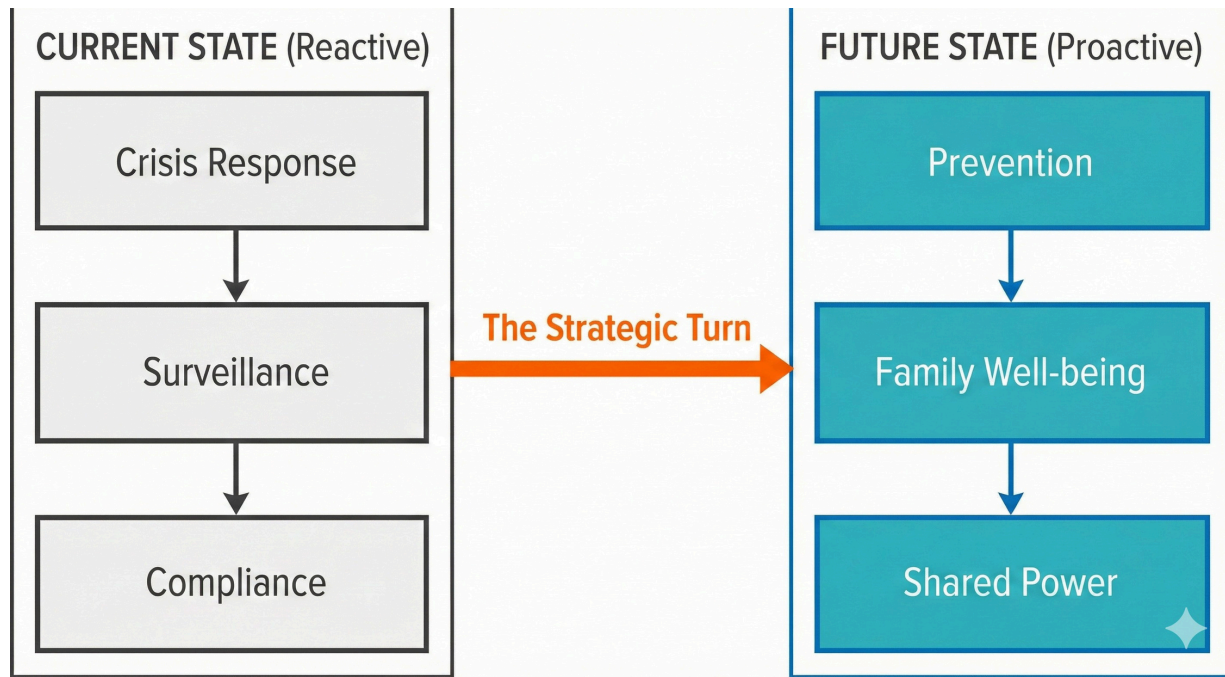 CURRENT STATE (Reactive)
Crisis Response
Surveillance
Compliance
The Strategic Turn
FUTURE STATE (Proactive)
Prevention
Family Well-being
Shared Power